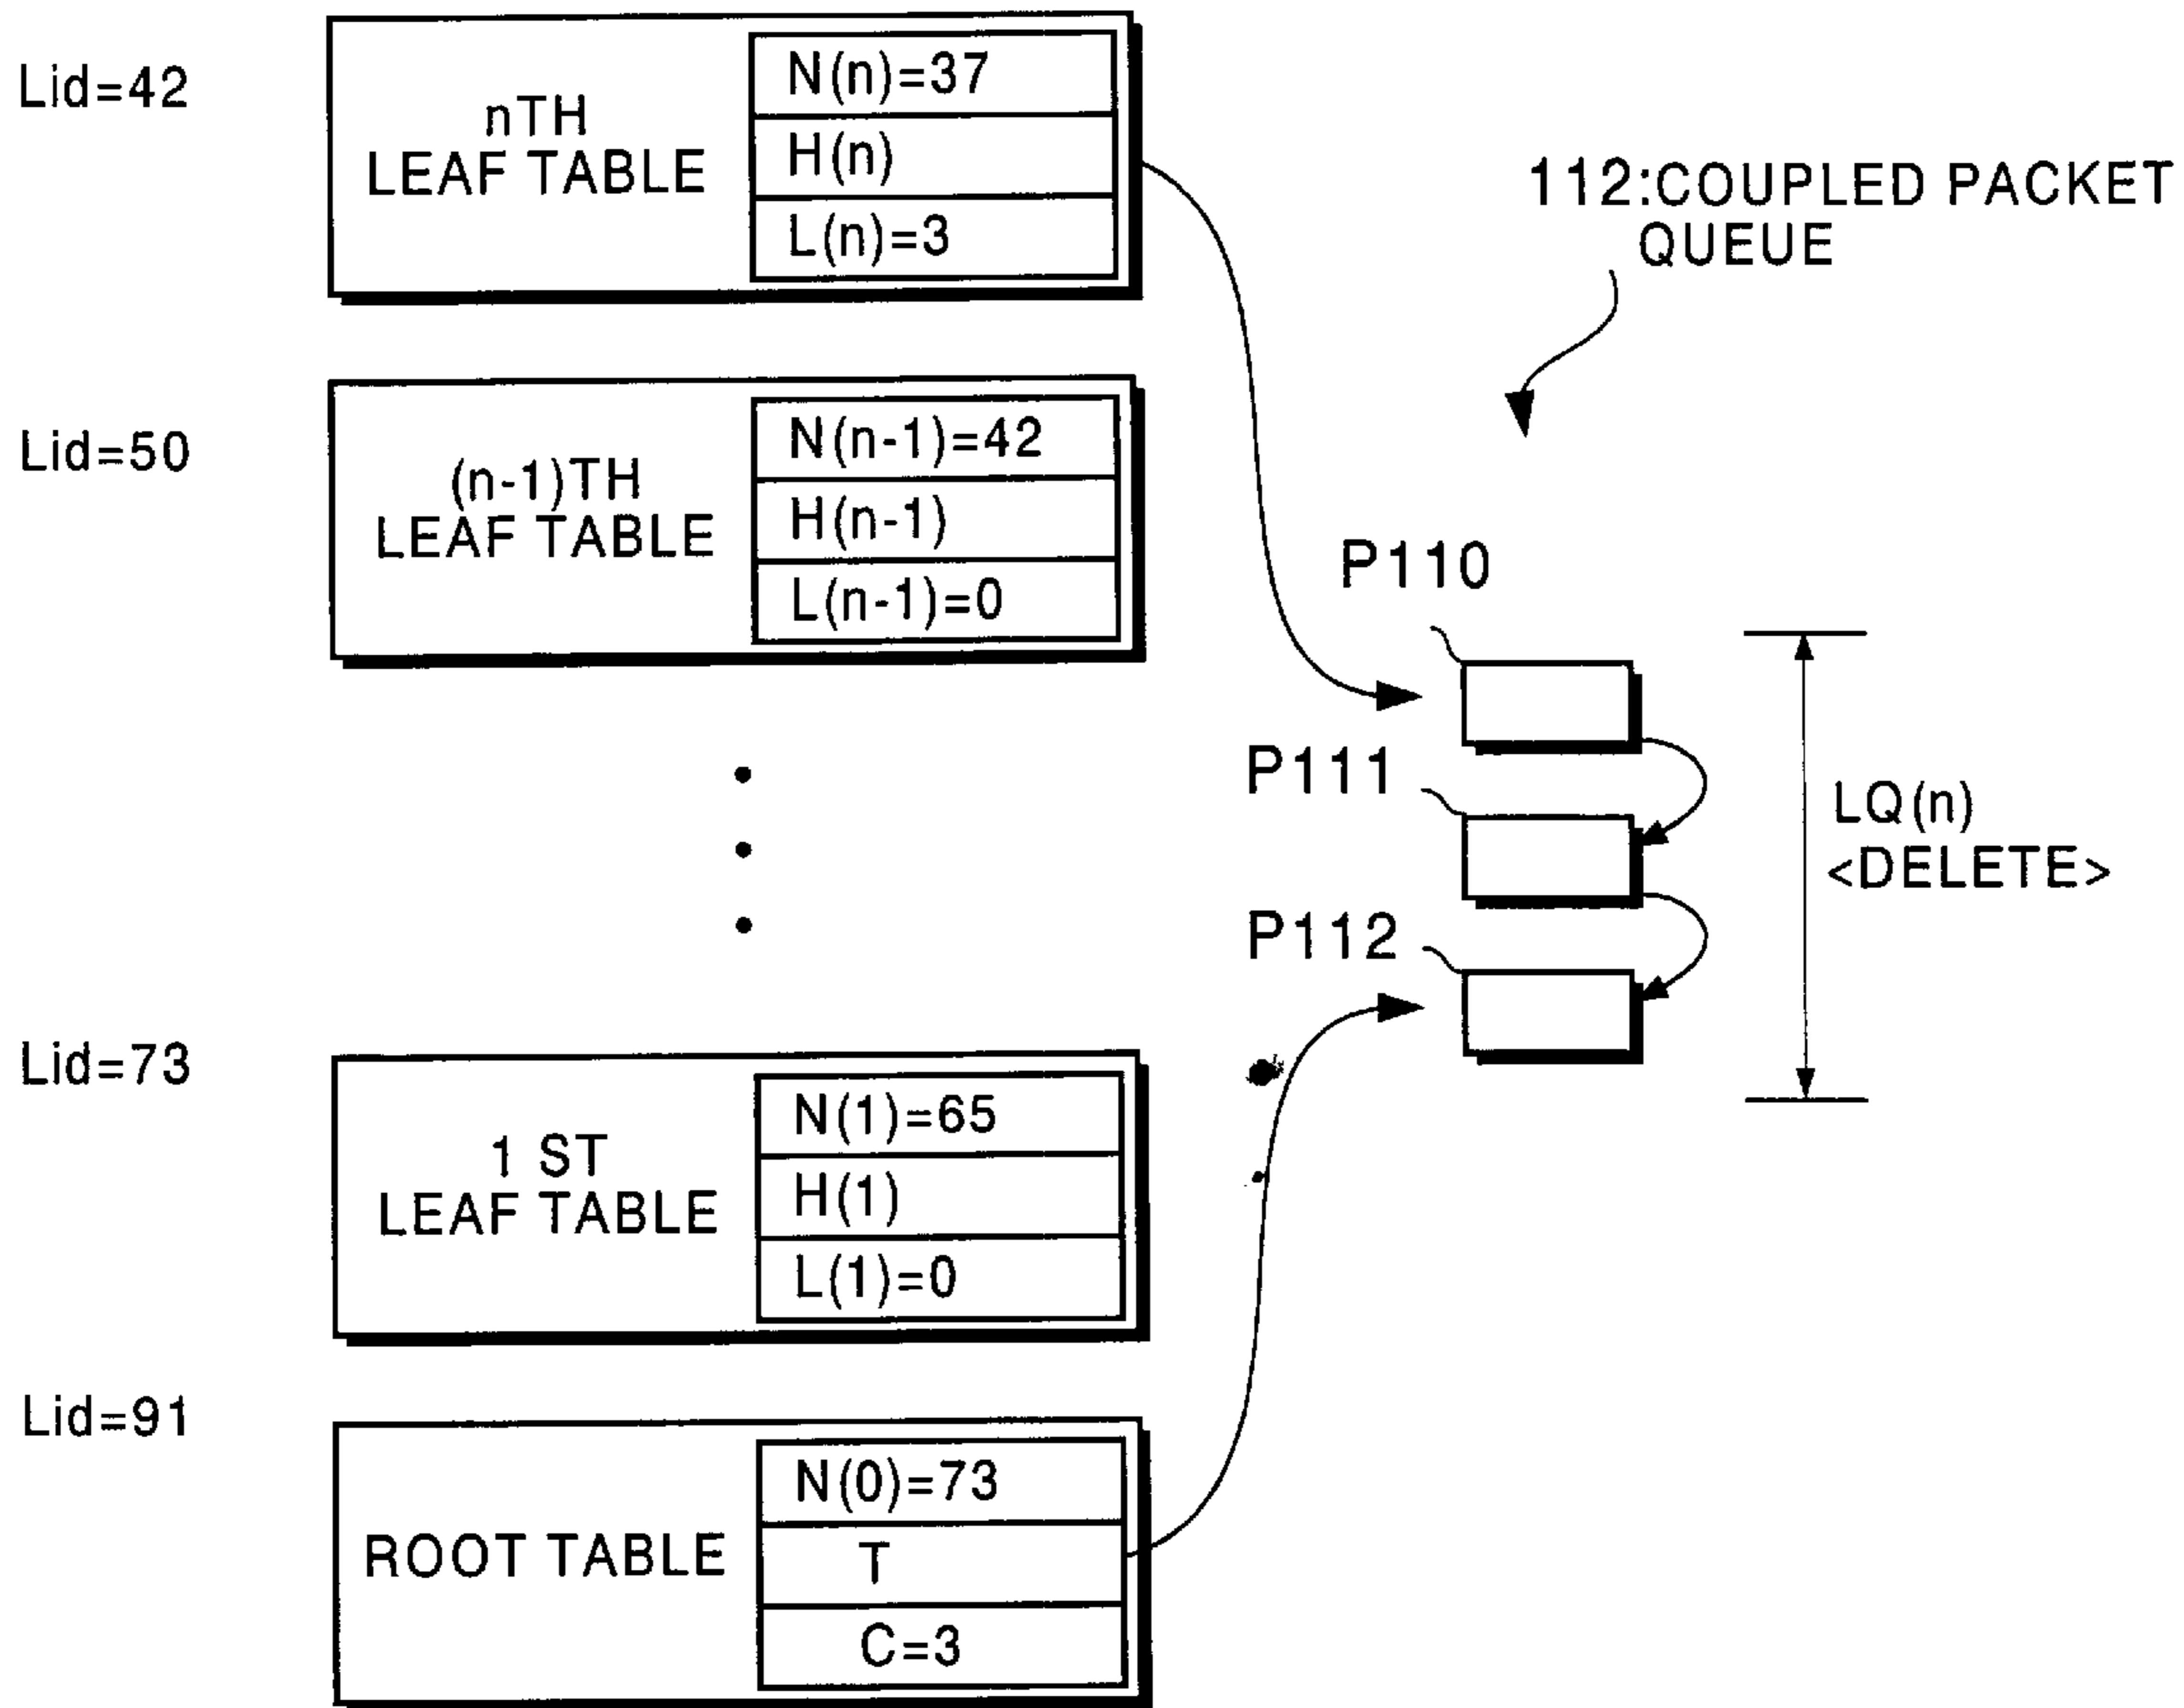 Lid=42
nTH
LEAF TABLE
N(n)=37
H(n)
L(n)=3
112:COUPLED PACKET
QUEUE
Lid=50
(n-1)TH
LEAF TABLE
N(n-1)=42
H(n-1)
L(n-1)=0
P110
P111
P112
LQ(n)
<DELETE>
Lid=73
1 ST
LEAF TABLE
N(1)=65
H(1)
L(1)=0
Lid=91
ROOT TABLE
N(0)=73
T
C=3